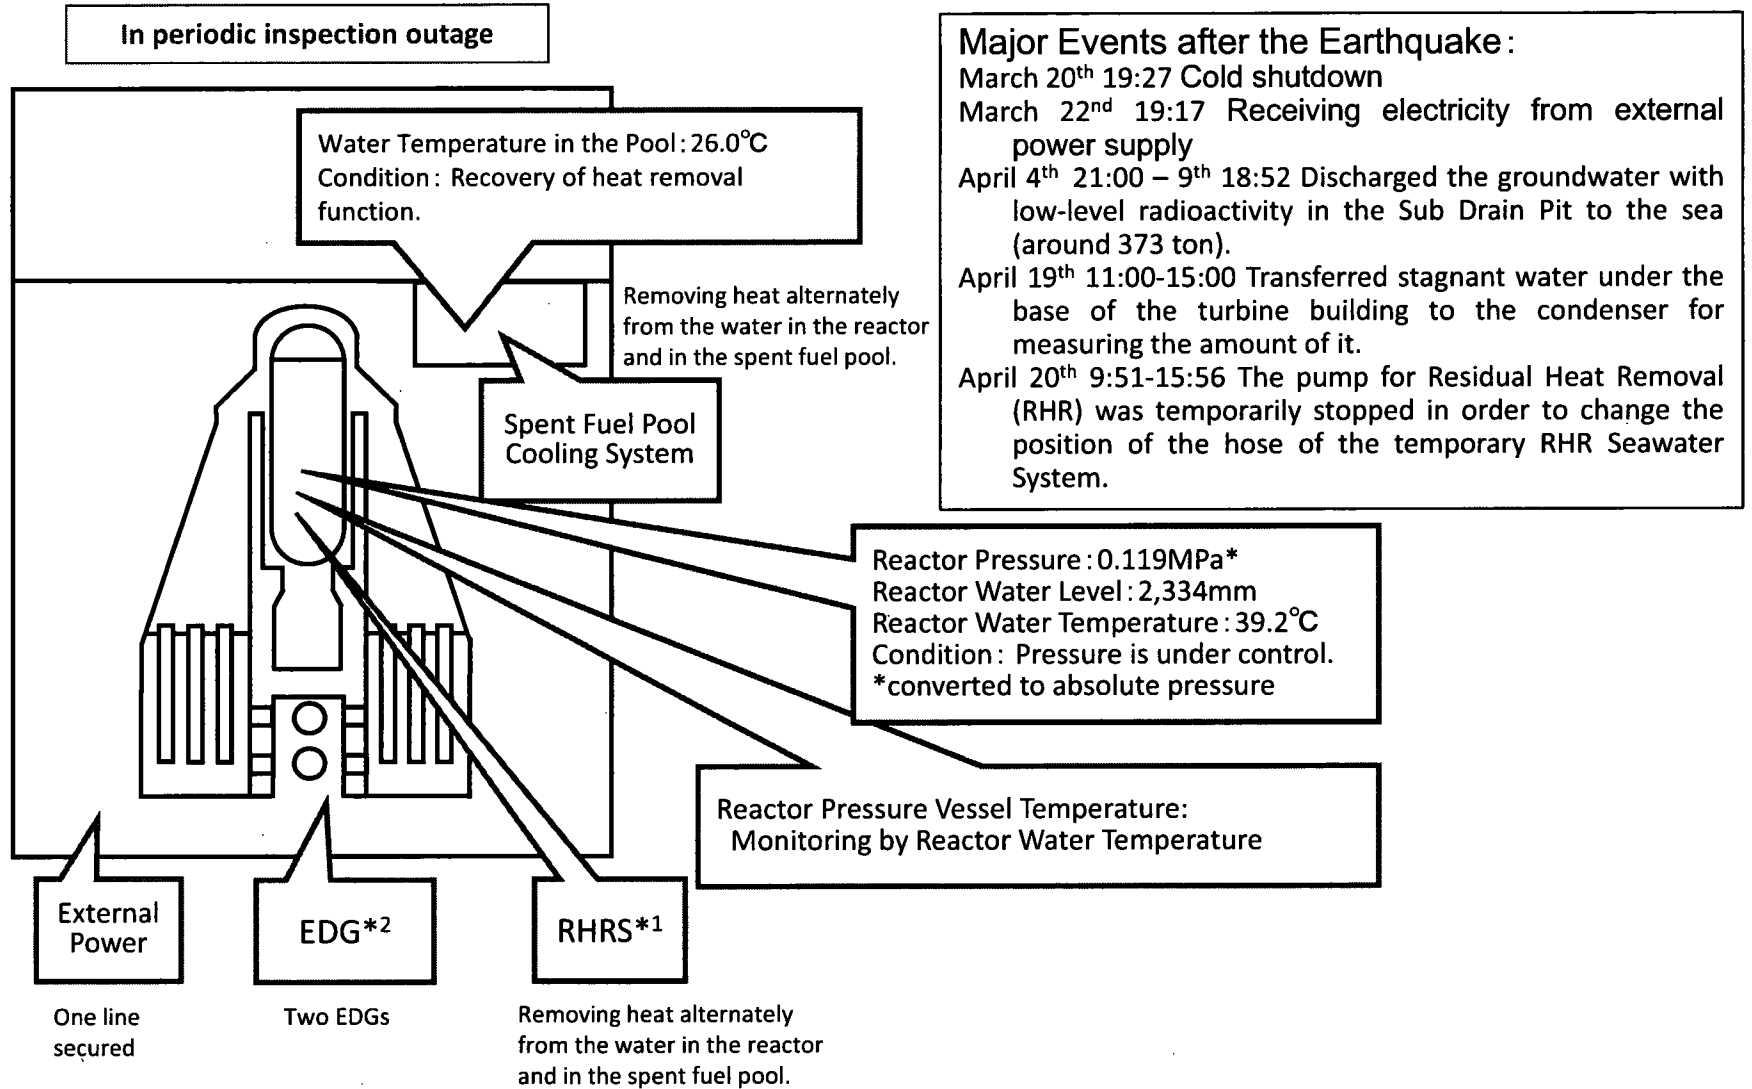 In periodic inspection outage
Major Events after the Earthquake:
March 20th 19:27 Cold shutdown
March 22nd 19:17 Receiving electricity from external
power supply
April 4th 21:00 – 9th 18:52 Discharged the groundwater with
low-level radioactivity in the Sub Drain Pit to the sea
(around 373 ton).
April 19th 11:00-15:00 Transferred stagnant water under the
base of the turbine building to the condenser for
measuring the amount of it.
April 20th 9:51-15:56 The pump for Residual Heat Removal
(RHR) was temporarily stopped in order to change the
position of the hose of the temporary RHR Seawater
System.
Water Temperature in the Pool: 26.0℃
Condition: Recovery of heat removal
function.
Removing heat alternately
from the water in the reactor
and in the spent fuel pool.
Spent Fuel Pool
Cooling System
Reactor Pressure: 0.119MPa*
Reactor Water Level: 2,334mm
Reactor Water Temperature: 39.2℃
Condition: Pressure is under control.
*converted to absolute pressure
Reactor Pressure Vessel Temperature:
Monitoring by Reactor Water Temperature
External
Power
EDG*2
RHRS*1
One line
secured
Two EDGs
Removing heat alternately
from the water in the reactor
and in the spent fuel pool.